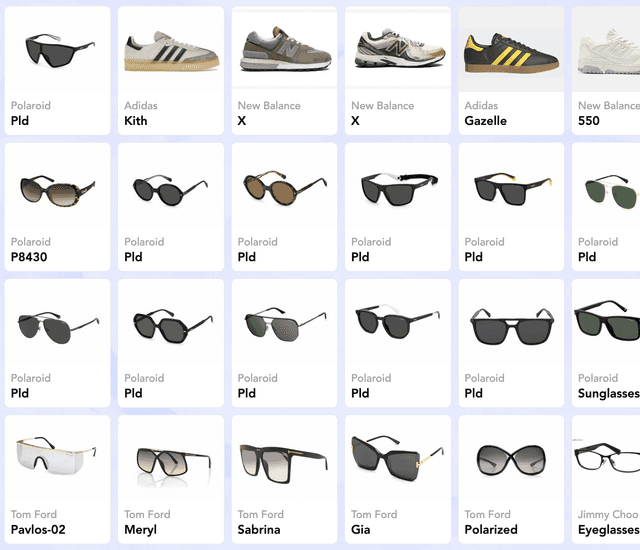 Polaroid
Pld
Adidas
Kith
New Balance
X
New Balance
X
Adidas
Gazelle
New Balance
550
Polaroid
P8430
Polaroid
Pld
Polaroid
Pld
Polaroid
Pld
Polaroid
Pld
Polaroid
Pld
Polaroid
Pld
Polaroid
Pld
Polaroid
Pld
Polaroid
Pld
Polaroid
Pld
Polaroid
Sunglasses
Tom Ford
Pavlos-02
Tom Ford
Meryl
Tom Ford
Sabrina
Tom Ford
Gia
Tom Ford
Polarized
Jimmy Choo
Eyeglasses